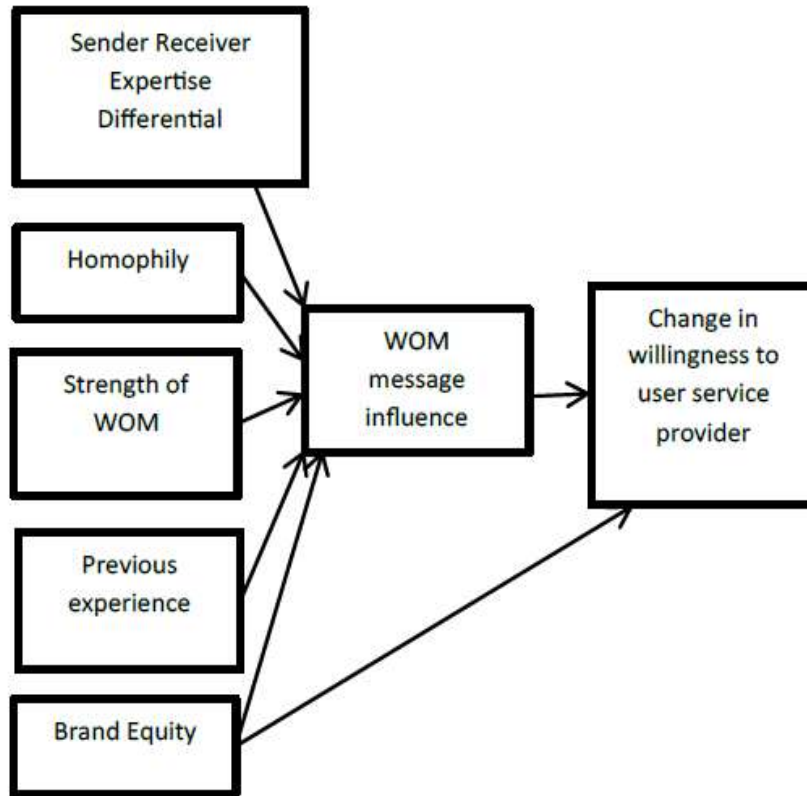 Sender Receiver
Expertise
Differential
Homophily
Strength of
WOM
Previous
experience
Brand Equity
WOM
message
influence
Change in
willingness to
user service
provider